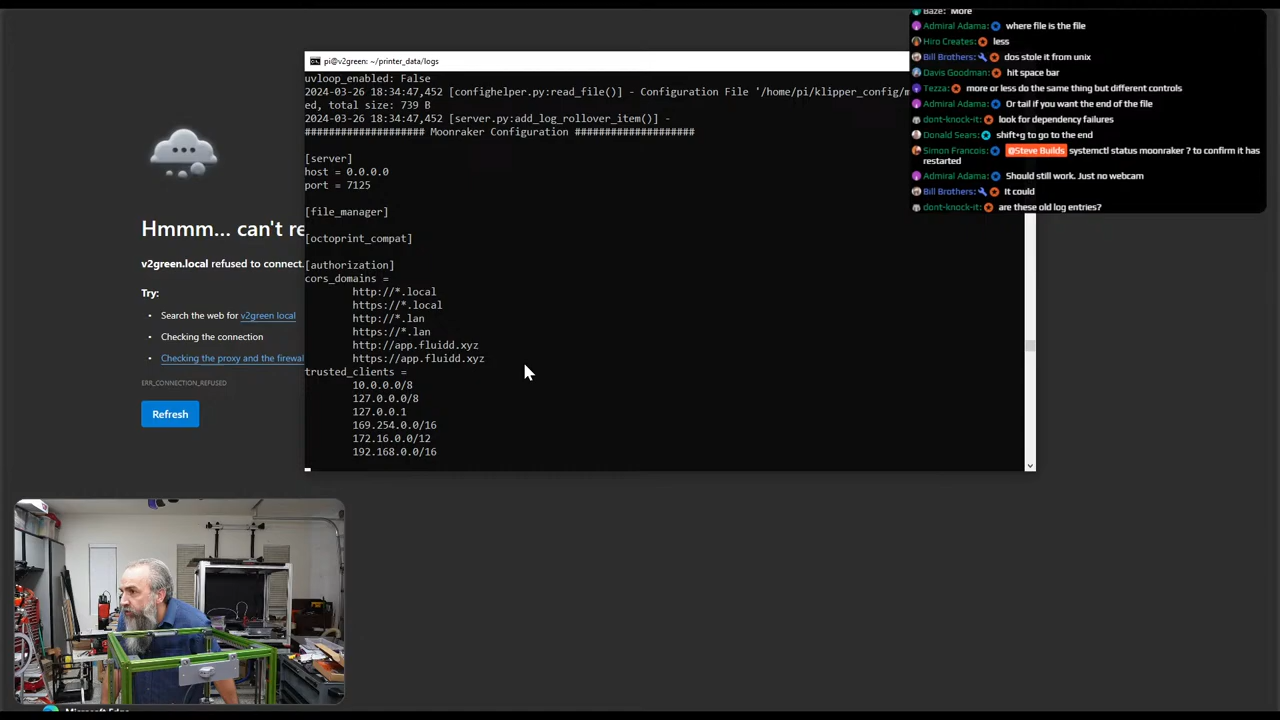 Baze: More
Admiral Adama: where file is the file
Hiro Creates: less
Bill Brothers: dos stole it from unix
Davis Goodman: hit space bar
Tezza: more or less do the same thing but different controls
Admiral Adama: Or tail if you want the end of the file
dont-knock-it: look for dependency failures
Donald Sears: shift+g to go to the end
Simon Francois: @Steve Builds systemctl status moonraker ? to confirm it has
restarted
Admiral Adama: Should still work. Just no webcam
Bill Brothers: It could
dont-knock-it: are these old log entries?
pi@v2green: ~/printer_data/logs
uvloop_enabled: False
2024-03-26 18:34:47,452 [confighelper.py:read_file()] - Configuration File '/home/pi/klipper_config/m
ed, total size: 739 B
2024-03-26 18:34:47,452 [server.py:add_log_rollover_item()] -
#################### Moonraker Configuration ####################
[server]
host = 0.0.0.0
port = 7125
[file_manager]
[octoprint_compat]
[authorization]
cors_domains =
http://*.local
https://*.local
http://*.lan
https://*.lan
http://app.fluidd.xyz
https://app.fluidd.xyz
trusted_clients =
10.0.0.0/8
127.0.0.0/8
127.0.0.1
169.254.0.0/16
172.16.0.0/12
192.168.0.0/16
Hmmm... can't re
v2green.local refused to connect.
Try:
• Search the web for v2green local
• Checking the connection
• Checking the proxy and the firewal
ERR_CONNECTION_REFUSED
Refresh
Microsoft Edge